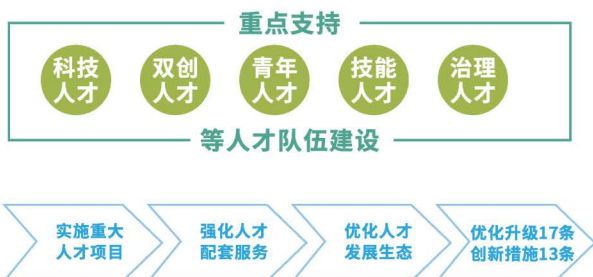 重点支持
科技 双创 青年 技能 治理
人才 人才 人才 人才 人才
等人才队伍建设
实施重大 强化人才 优化人才 优化升级17条
人才项目 配套服务 发展生态 创新措施13条